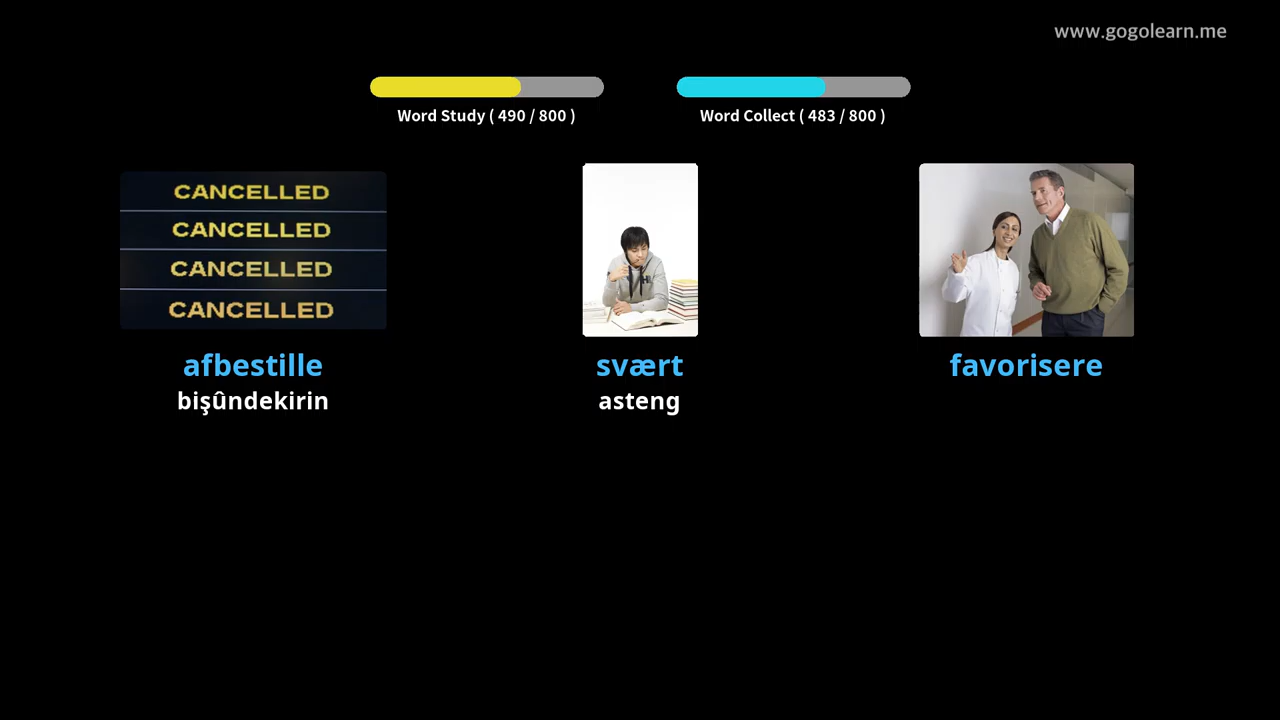 www.gogolearn.me
Word Study ( 490 / 800 )
Word Collect ( 483 / 800 )
CANCELLED
CANCELLED
CANCELLED
CANCELLED
afbestille
bişûndekirin
svært
asteng
favorisere